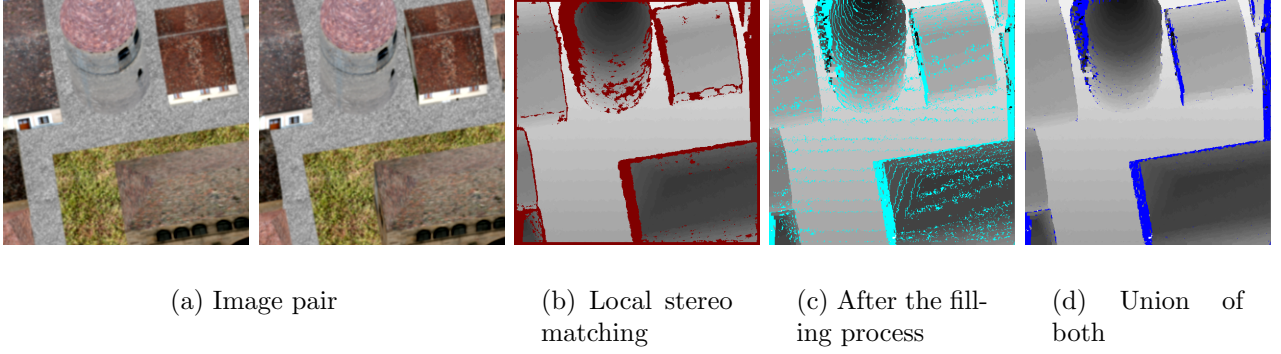 (a) Image pair
(b) Local stereo
matching
(c) After the fill-
ing process
(d) Union of
both